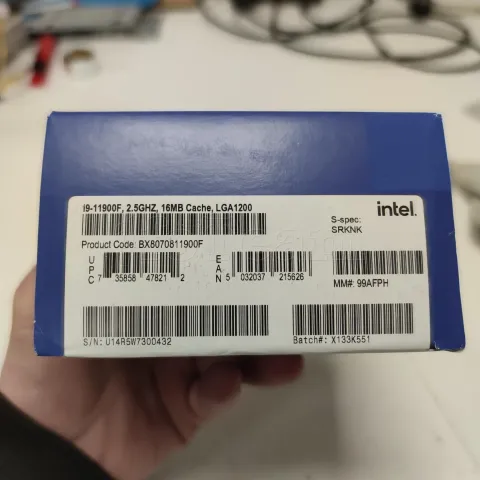 I9-11900F, 2.5GHZ, 16MB Cache, LGA1200
intel.
S-spec:
SRKNK
Product Code: BX8070811900F
UPC
7 35858 47821 2
EAN
5 032037 215626
MM#: 99AFPH
S/N: U14R5W7300432
Batch#: X133K551